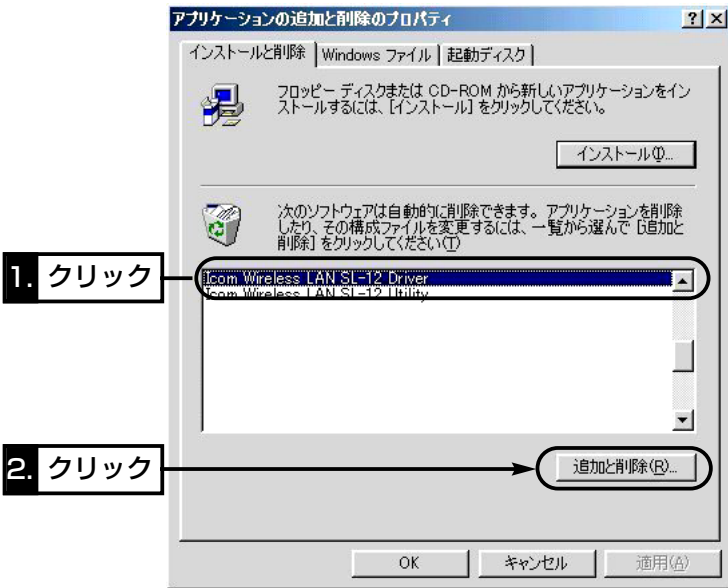 アプリケーションの追加と削除のプロパティ
インストールと削除 Windows ファイル 起動ディスク
フロッピー ディスクまたは CD-ROM から新しいアプリケーションをイン
ストールするには、[インストール] をクリックしてください。
インストール(I)...
次のソフトウェアは自動的に削除できます。アプリケーションを削除
したり、その構成ファイルを変更するには、一覧から選んで [追加と
削除] をクリックしてください(T)
1. クリック
Icom Wireless LAN SL-12 Driver
Icom Wireless LAN SL-12 Utility
2. クリック
追加と削除(R)...
OK キャンセル 適用(A)